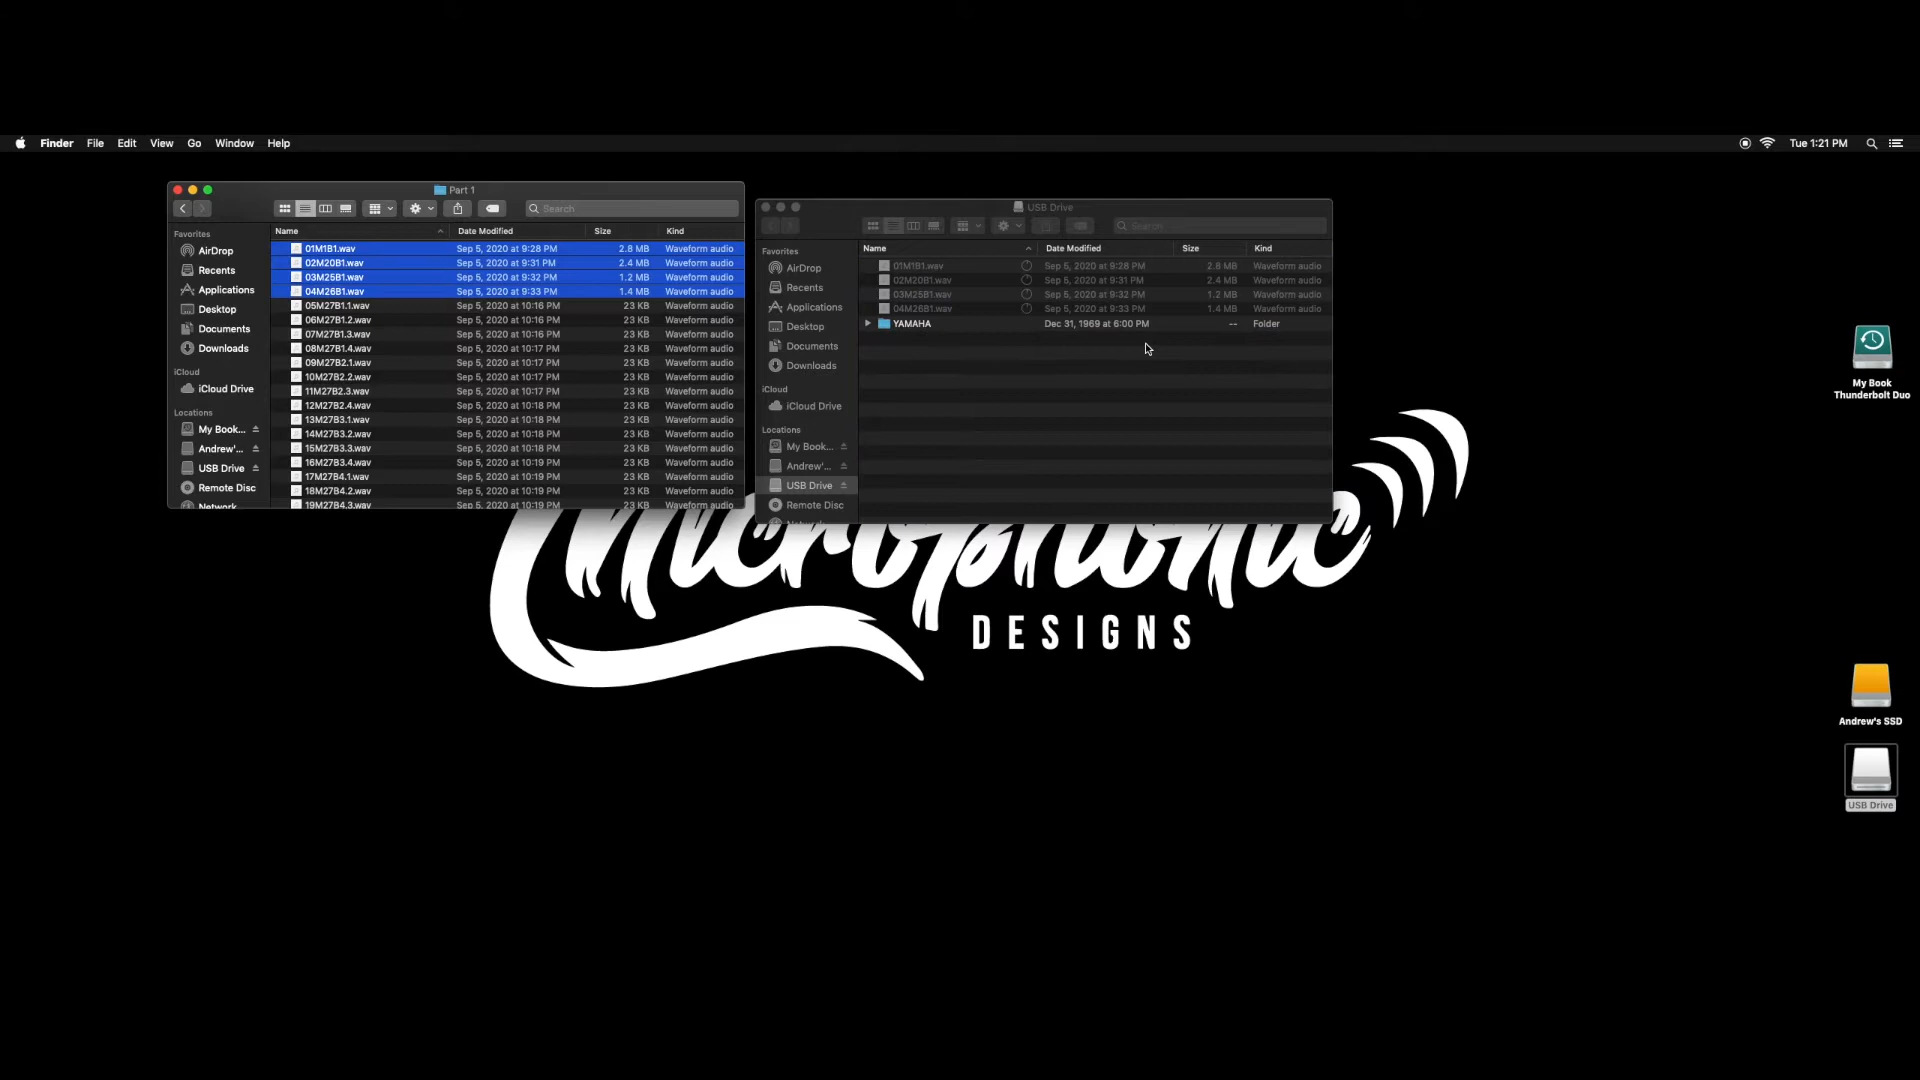 Finder File Edit View Go Window Help Tue 1:21 PM
Part 1
Search
Favorites
AirDrop
Recents
Applications
Desktop
Documents
Downloads
iCloud
iCloud Drive
Locations
My Book...
Andrew'...
USB Drive
Remote Disc
Network
Name Date Modified Size Kind
01M1B1.wav Sep 5, 2020 at 9:28 PM 2.8 MB Waveform audio
02M20B1.wav Sep 5, 2020 at 9:31 PM 2.4 MB Waveform audio
03M25B1.wav Sep 5, 2020 at 9:32 PM 1.2 MB Waveform audio
04M26B1.wav Sep 5, 2020 at 9:33 PM 1.4 MB Waveform audio
05M27B1.1.wav Sep 5, 2020 at 10:16 PM 23 KB Waveform audio
06M27B1.2.wav Sep 5, 2020 at 10:16 PM 23 KB Waveform audio
07M27B1.3.wav Sep 5, 2020 at 10:16 PM 23 KB Waveform audio
08M27B1.4.wav Sep 5, 2020 at 10:17 PM 23 KB Waveform audio
09M27B2.1.wav Sep 5, 2020 at 10:17 PM 23 KB Waveform audio
10M27B2.2.wav Sep 5, 2020 at 10:17 PM 23 KB Waveform audio
11M27B2.3.wav Sep 5, 2020 at 10:17 PM 23 KB Waveform audio
12M27B2.4.wav Sep 5, 2020 at 10:18 PM 23 KB Waveform audio
13M27B3.1.wav Sep 5, 2020 at 10:18 PM 23 KB Waveform audio
14M27B3.2.wav Sep 5, 2020 at 10:18 PM 23 KB Waveform audio
15M27B3.3.wav Sep 5, 2020 at 10:18 PM 23 KB Waveform audio
16M27B3.4.wav Sep 5, 2020 at 10:19 PM 23 KB Waveform audio
17M27B4.1.wav Sep 5, 2020 at 10:19 PM 23 KB Waveform audio
18M27B4.2.wav Sep 5, 2020 at 10:19 PM 23 KB Waveform audio
19M27B4.3.wav Sep 5, 2020 at 10:19 PM 23 KB Waveform audio
USB Drive
Search
Favorites
AirDrop
Recents
Applications
Desktop
Documents
Downloads
iCloud
iCloud Drive
Locations
My Book...
Andrew'...
USB Drive
Remote Disc
Network
Name Date Modified Size Kind
01M1B1.wav Sep 5, 2020 at 9:28 PM 2.8 MB Waveform audio
02M20B1.wav Sep 5, 2020 at 9:31 PM 2.4 MB Waveform audio
03M25B1.wav Sep 5, 2020 at 9:32 PM 1.2 MB Waveform audio
04M26B1.wav Sep 5, 2020 at 9:33 PM 1.4 MB Waveform audio
YAMAHA Dec 31, 1969 at 6:00 PM -- Folder
Microphonic
DESIGNS
My Book
Thunderbolt Duo
Andrew's SSD
USB Drive